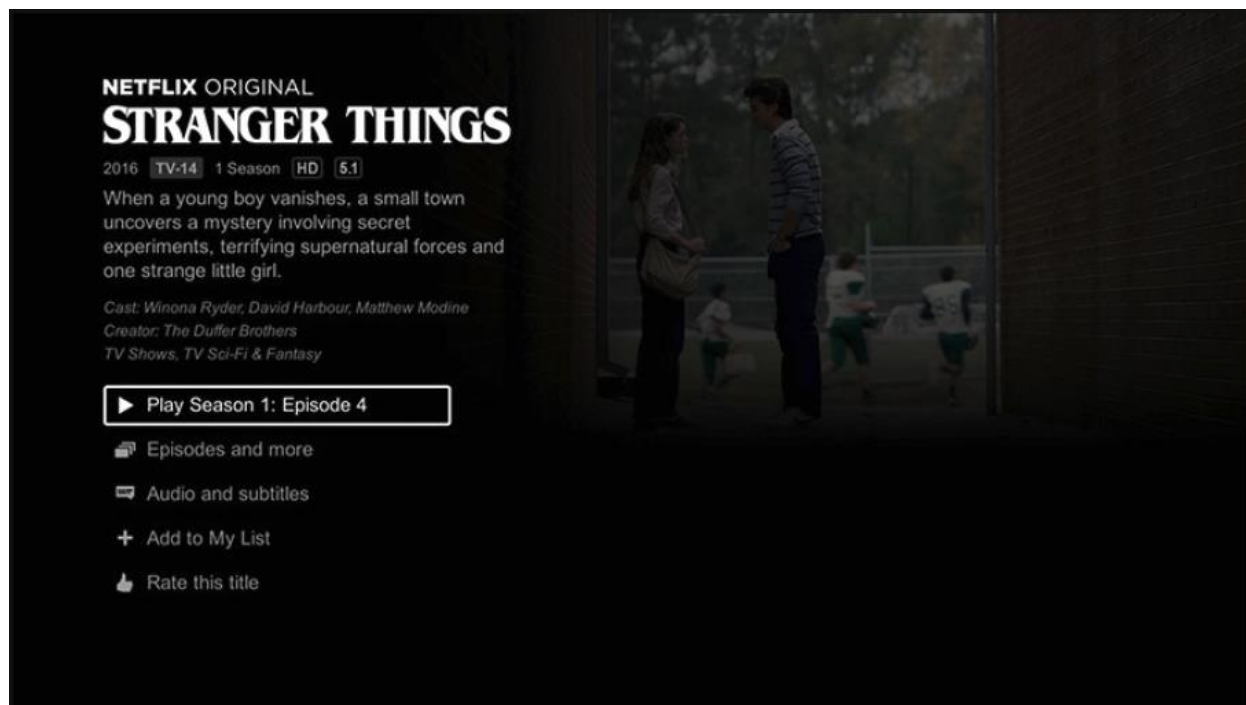 NETFLIX ORIGINAL
STRANGER THINGS
2016 TV-14 1 Season HD 5.1
When a young boy vanishes, a small town
uncovers a mystery involving secret
experiments, terrifying supernatural forces and
one strange little girl.
Cast: Winona Ryder, David Harbour, Matthew Modine
Creator: The Duffer Brothers
TV Shows, TV Sci-Fi & Fantasy
Play Season 1: Episode 4
Episodes and more
Audio and subtitles
Add to My List
Rate this title